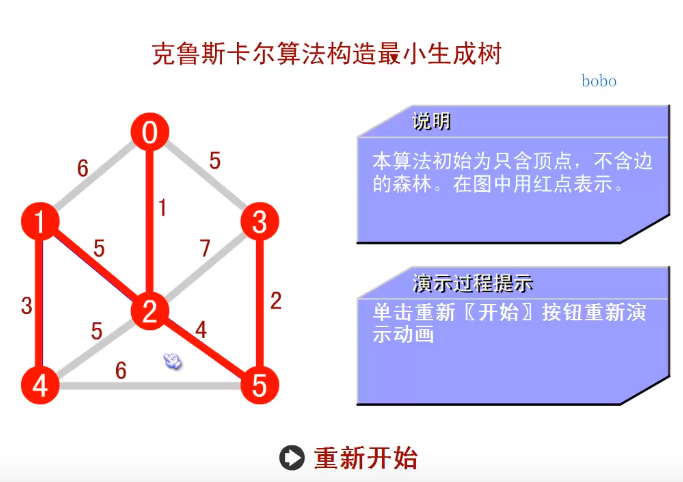 克鲁斯卡尔算法构造最小生成树
bobo
说明
本算法初始为只含顶点，不含边
的森林。在图中用红点表示。
演示过程提示
单击重新〖开始〗按钮重新演
示动画
0
6
5
1
1
3
5
7
2
3
2
5
4
4
6
5
重新开始